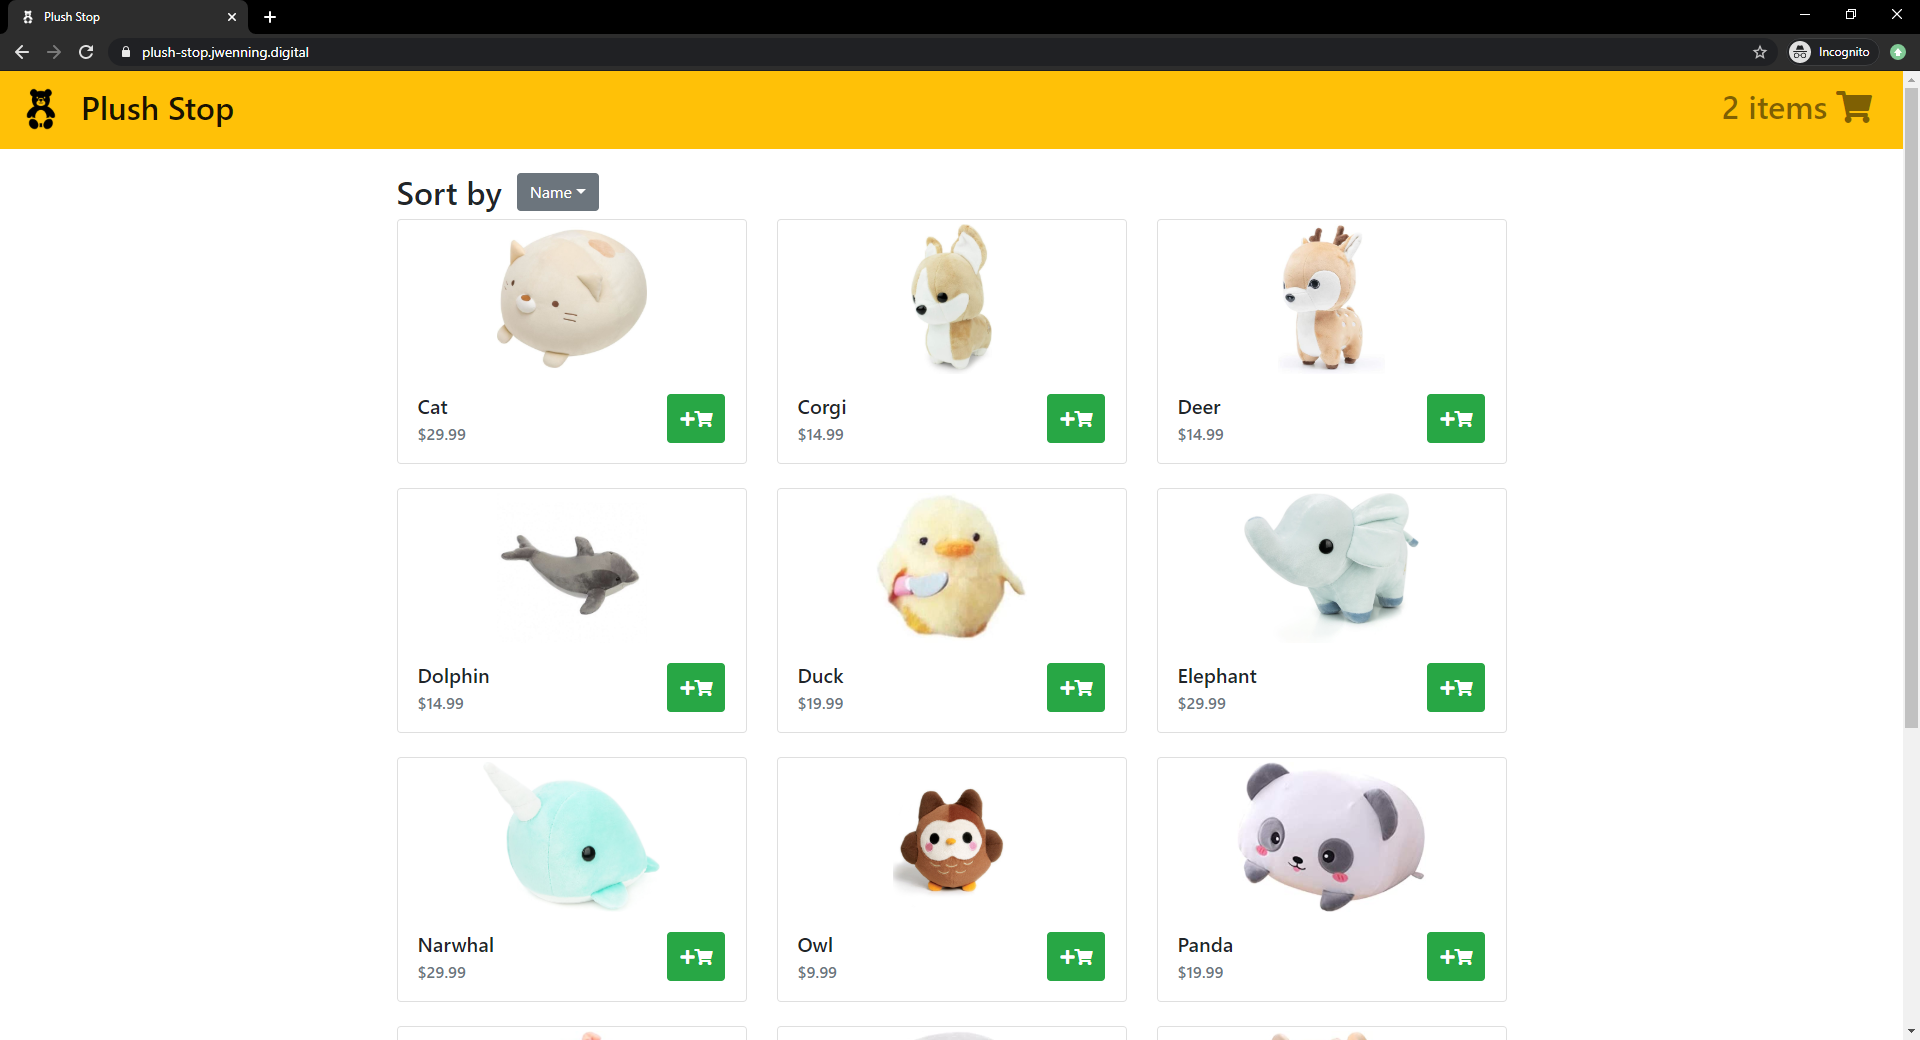 Plush Stop
plush-stop.jwenning.digital
Incognito
Plush Stop
2 items
Sort by Name
Cat
$29.99
Corgi
$14.99
Deer
$14.99
Dolphin
$14.99
Duck
$19.99
Elephant
$29.99
Narwhal
$29.99
Owl
$9.99
Panda
$19.99